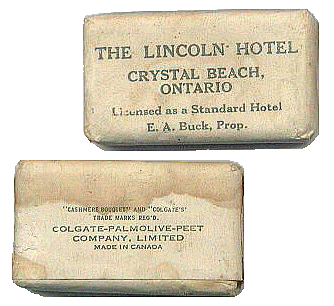 THE LINCOLN HOTEL
CRYSTAL BEACH,
ONTARIO
Licensed as a Standard Hotel
E. A. Buck, Prop.
"CASHMERE BOUQUET" AND "COLGATE'S"
TRADE MARKS REG'D.
COLGATE-PALMOLIVE-PEET
COMPANY, LIMITED
MADE IN CANADA